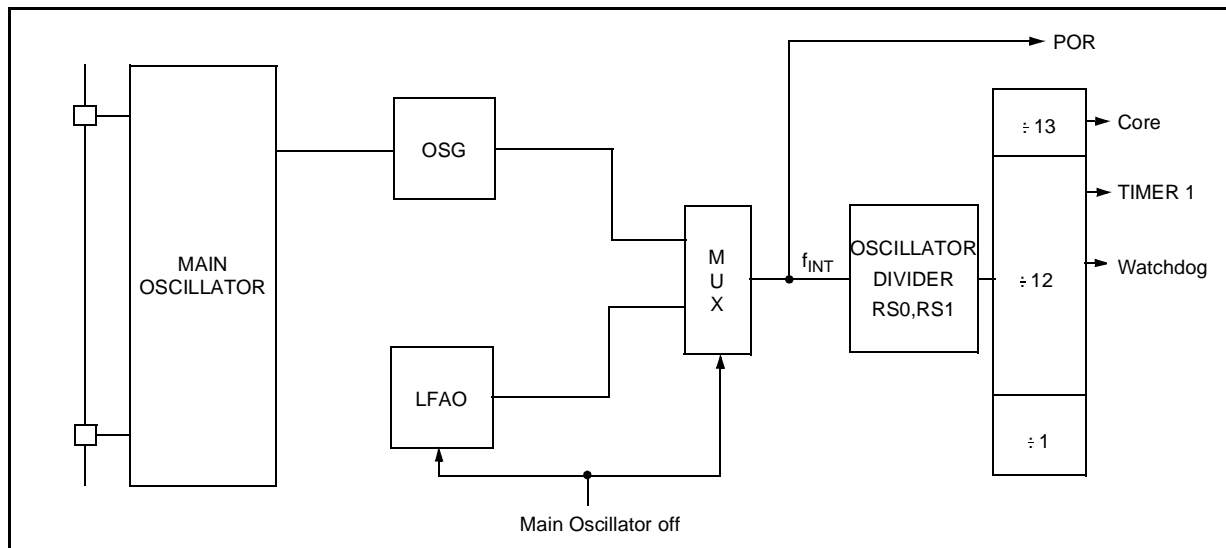 POR
MAIN
OSCILLATOR
OSG
LFAO
Main Oscillator off
M
U
X
fINT
OSCILLATOR
DIVIDER
RS0,RS1
÷ 13
÷ 12
÷ 1
Core
TIMER 1
Watchdog